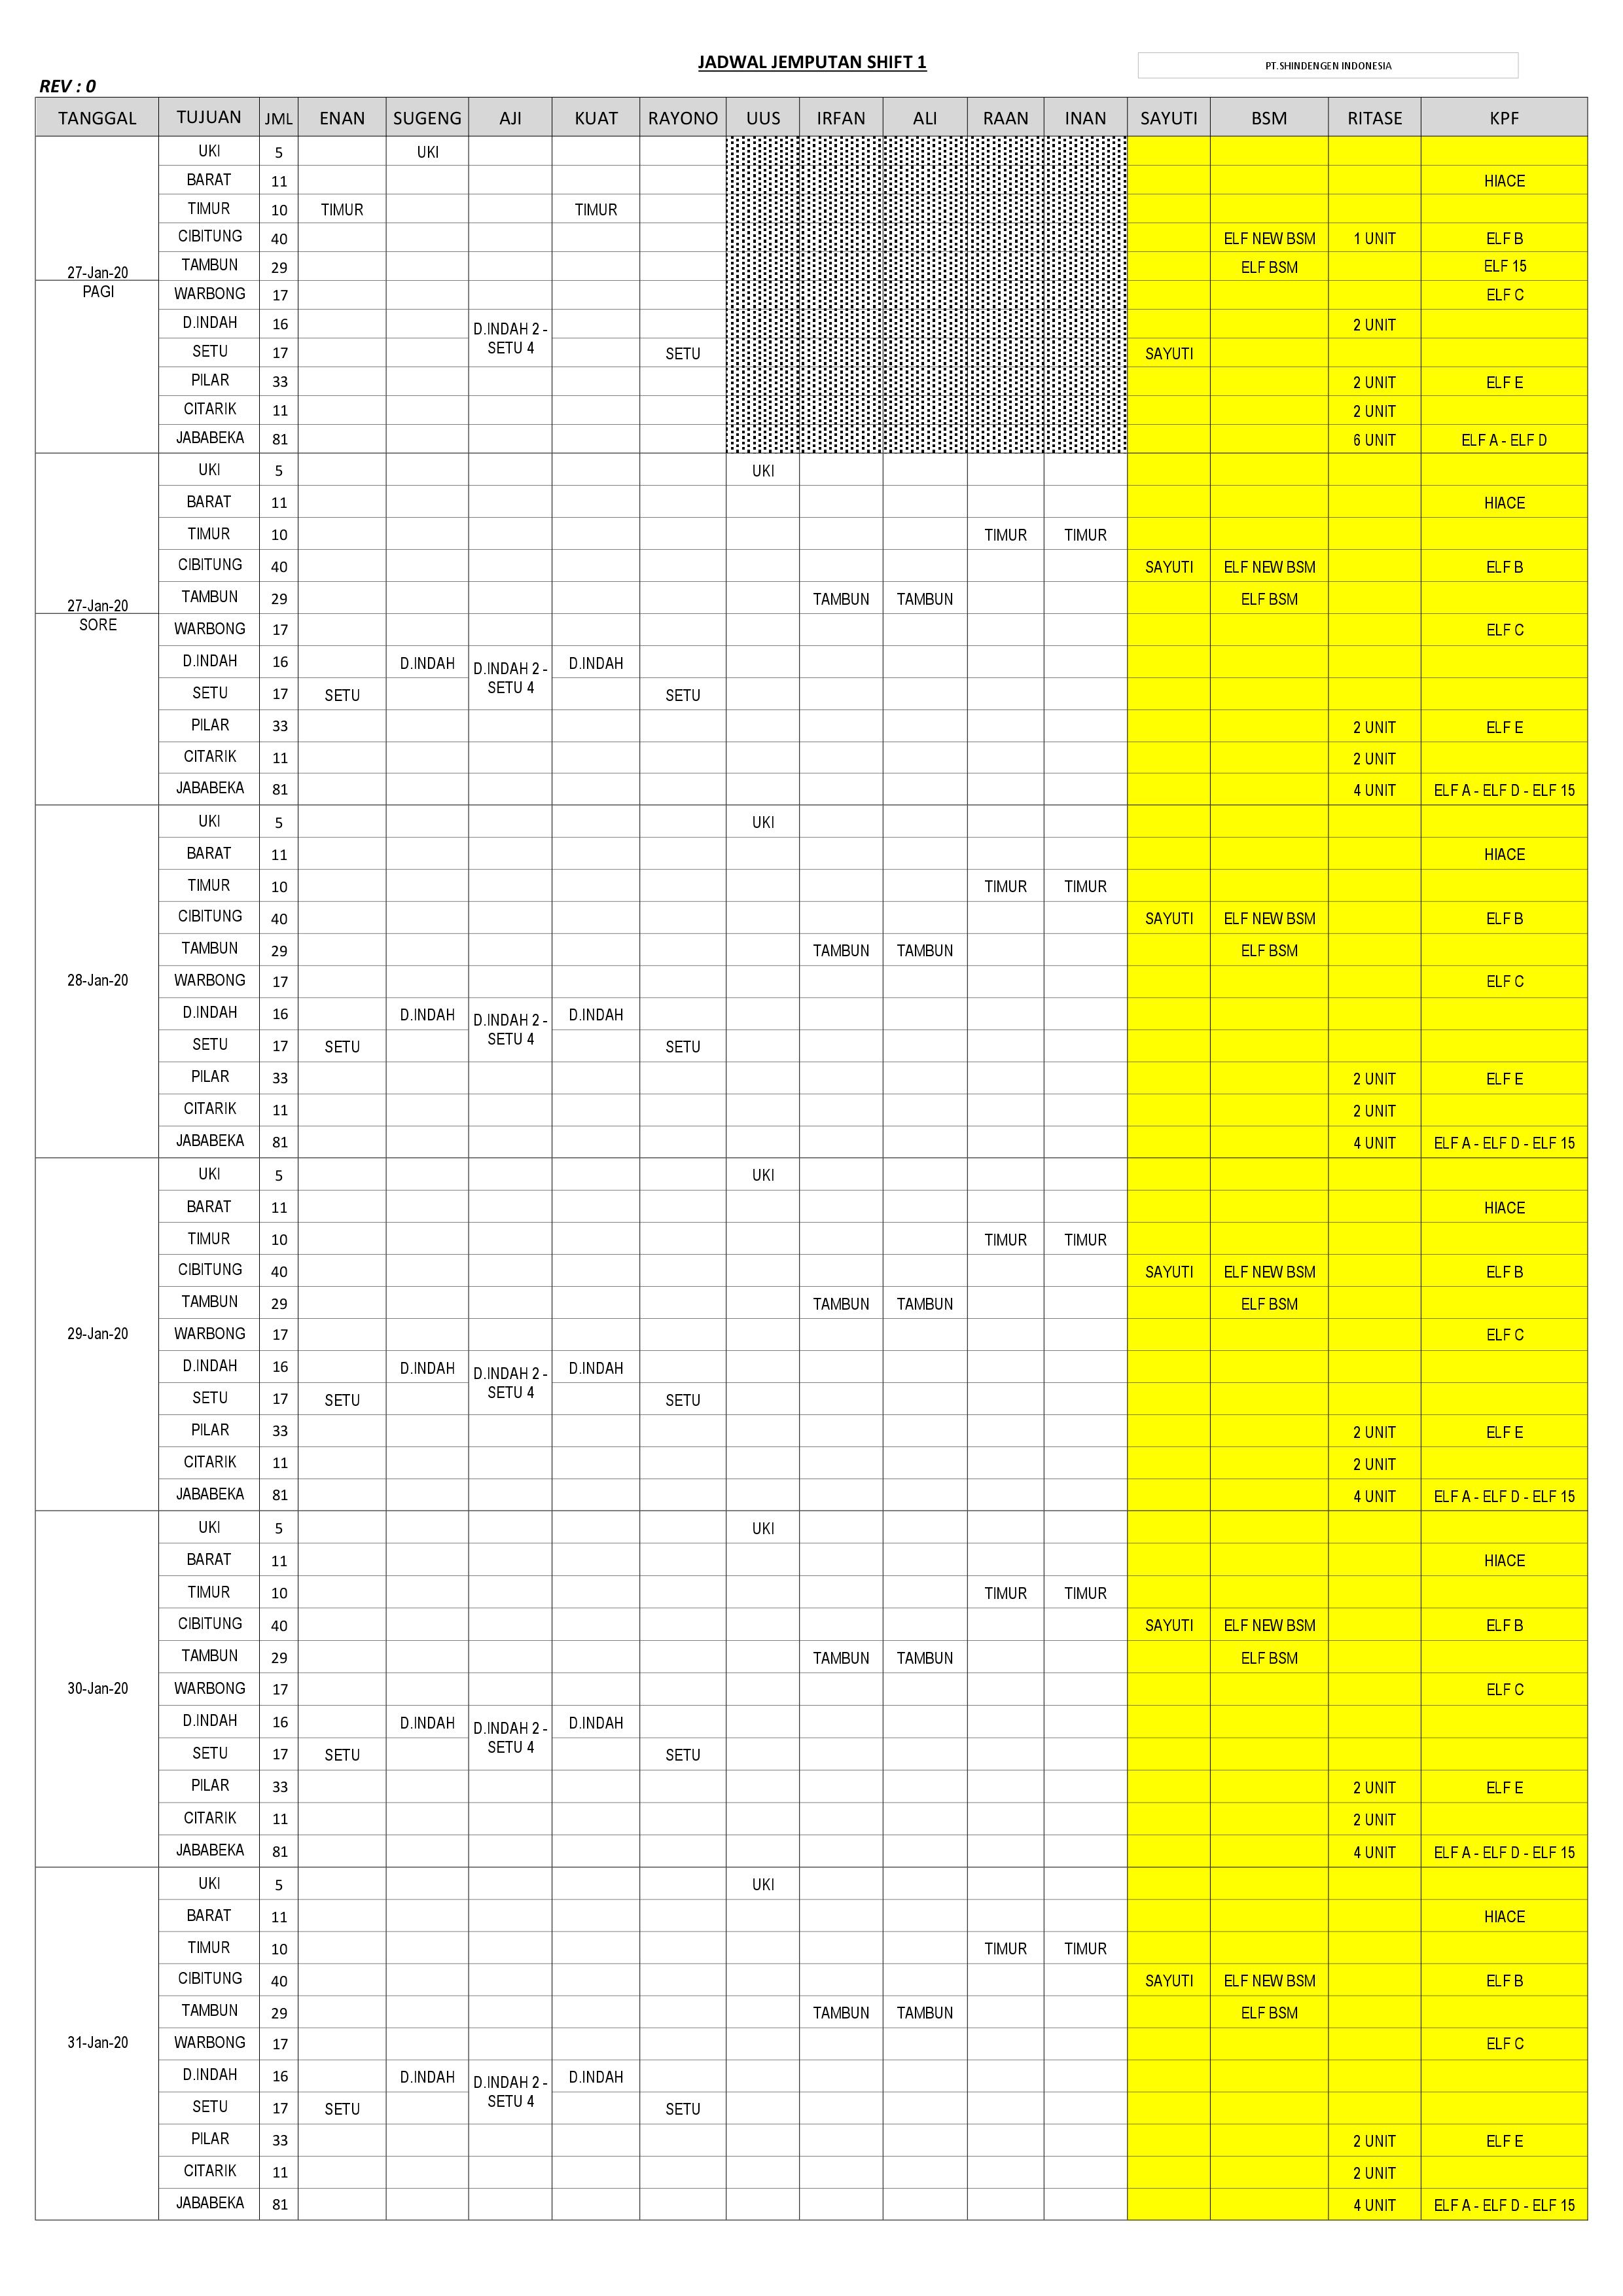 JADWAL JEMPUTAN SHIFT 1
PT.SHINDENGEN INDONESIA
REV : 0
TANGGAL TUJUAN JML ENAN SUGENG AJI KUAT RAYONO UUS IRFAN ALI RAAN INAN SAYUTI BSM RITASE KPF
27-Jan-20
PAGI
UKI 5 UKI
BARAT 11 HIACE
TIMUR 10 TIMUR TIMUR
CIBITUNG 40 ELF NEW BSM 1 UNIT ELF B
TAMBUN 29 ELF BSM ELF 15
WARBONG 17 ELF C
D.INDAH 16 D.INDAH 2 - 2 UNIT
SETU 17 SETU 4 SETU SAYUTI
PILAR 33 2 UNIT ELF E
CITARIK 11 2 UNIT
JABABEKA 81 6 UNIT ELF A - ELF D
27-Jan-20
SORE
UKI 5 UKI
BARAT 11 HIACE
TIMUR 10 TIMUR TIMUR
CIBITUNG 40 SAYUTI ELF NEW BSM ELF B
TAMBUN 29 TAMBUN TAMBUN ELF BSM
WARBONG 17 ELF C
D.INDAH 16 D.INDAH D.INDAH 2 - D.INDAH
SETU 17 SETU SETU 4 SETU
PILAR 33 2 UNIT ELF E
CITARIK 11 2 UNIT
JABABEKA 81 4 UNIT ELF A - ELF D - ELF 15
28-Jan-20
UKI 5 UKI
BARAT 11 HIACE
TIMUR 10 TIMUR TIMUR
CIBITUNG 40 SAYUTI ELF NEW BSM ELF B
TAMBUN 29 TAMBUN TAMBUN ELF BSM
WARBONG 17 ELF C
D.INDAH 16 D.INDAH D.INDAH 2 - D.INDAH
SETU 17 SETU SETU 4 SETU
PILAR 33 2 UNIT ELF E
CITARIK 11 2 UNIT
JABABEKA 81 4 UNIT ELF A - ELF D - ELF 15
29-Jan-20
UKI 5 UKI
BARAT 11 HIACE
TIMUR 10 TIMUR TIMUR
CIBITUNG 40 SAYUTI ELF NEW BSM ELF B
TAMBUN 29 TAMBUN TAMBUN ELF BSM
WARBONG 17 ELF C
D.INDAH 16 D.INDAH D.INDAH 2 - D.INDAH
SETU 17 SETU SETU 4 SETU
PILAR 33 2 UNIT ELF E
CITARIK 11 2 UNIT
JABABEKA 81 4 UNIT ELF A - ELF D - ELF 15
30-Jan-20
UKI 5 UKI
BARAT 11 HIACE
TIMUR 10 TIMUR TIMUR
CIBITUNG 40 SAYUTI ELF NEW BSM ELF B
TAMBUN 29 TAMBUN TAMBUN ELF BSM
WARBONG 17 ELF C
D.INDAH 16 D.INDAH D.INDAH 2 - D.INDAH
SETU 17 SETU SETU 4 SETU
PILAR 33 2 UNIT ELF E
CITARIK 11 2 UNIT
JABABEKA 81 4 UNIT ELF A - ELF D - ELF 15
31-Jan-20
UKI 5 UKI
BARAT 11 HIACE
TIMUR 10 TIMUR TIMUR
CIBITUNG 40 SAYUTI ELF NEW BSM ELF B
TAMBUN 29 TAMBUN TAMBUN ELF BSM
WARBONG 17 ELF C
D.INDAH 16 D.INDAH D.INDAH 2 - D.INDAH
SETU 17 SETU SETU 4 SETU
PILAR 33 2 UNIT ELF E
CITARIK 11 2 UNIT
JABABEKA 81 4 UNIT ELF A - ELF D - ELF 15